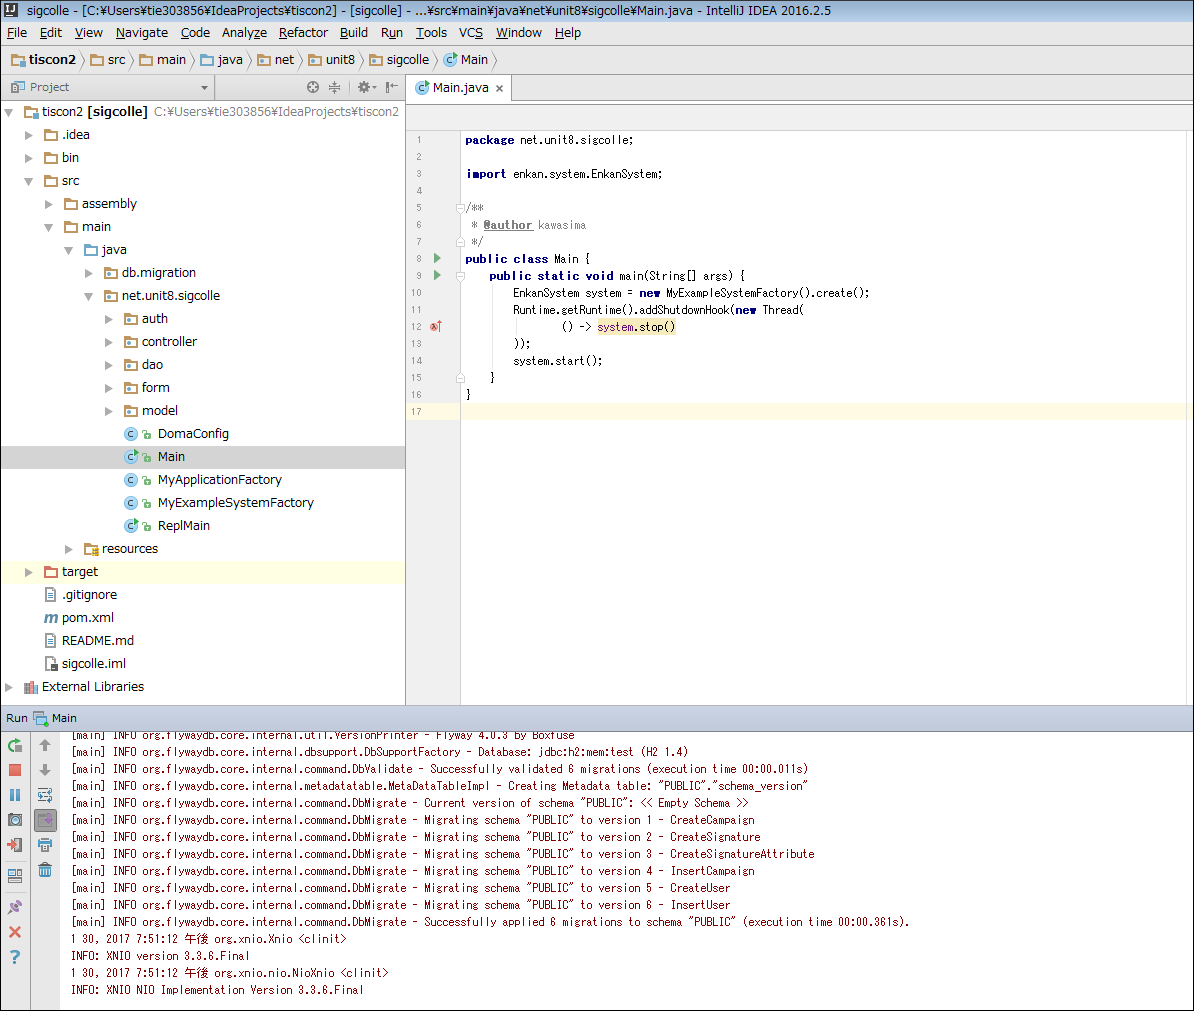 sigcolle - [C:¥Users¥tie303856¥IdeaProjects¥tiscon2] - [sigcolle] - ...¥src¥main¥java¥net¥unit8¥sigcolle¥Main.java - IntelliJ IDEA 2016.2.5
File Edit View Navigate Code Analyze Refactor Build Run Tools VCS Window Help
tiscon2 src main java net unit8 sigcolle Main
Project
Main.java
tiscon2 [sigcolle] C:¥Users¥tie303856¥IdeaProjects¥tiscon2
.idea
bin
src
assembly
main
java
db.migration
net.unit8.sigcolle
auth
controller
dao
form
model
DomaConfig
Main
MyApplicationFactory
MyExampleSystemFactory
ReplMain
resources
target
.gitignore
pom.xml
README.md
sigcolle.iml
External Libraries
1 package net.unit8.sigcolle;
2
3 import enkan.system.EnkanSystem;
4
5 /**
6 * @author kawasima
7 */
8 public class Main {
9 public static void main(String[] args) {
10 EnkanSystem system = new MyExampleSystemFactory().create();
11 Runtime.getRuntime().addShutdownHook(new Thread(
12 () -> system.stop()
13 ));
14 system.start();
15 }
16 }
17
Run Main
[main] INFO org.flywaydb.core.internal.util.VersionPrinter - Flyway 4.0.3 by Boxfuse
[main] INFO org.flywaydb.core.internal.dbsupport.DbSupportFactory - Database: jdbc:h2:mem:test (H2 1.4)
[main] INFO org.flywaydb.core.internal.command.DbValidate - Successfully validated 6 migrations (execution time 00:00.011s)
[main] INFO org.flywaydb.core.internal.metadatatable.MetaDataTableImpl - Creating Metadata table: "PUBLIC"."schema_version"
[main] INFO org.flywaydb.core.internal.command.DbMigrate - Current version of schema "PUBLIC": << Empty Schema >>
[main] INFO org.flywaydb.core.internal.command.DbMigrate - Migrating schema "PUBLIC" to version 1 - CreateCampaign
[main] INFO org.flywaydb.core.internal.command.DbMigrate - Migrating schema "PUBLIC" to version 2 - CreateSignature
[main] INFO org.flywaydb.core.internal.command.DbMigrate - Migrating schema "PUBLIC" to version 3 - CreateSignatureAttribute
[main] INFO org.flywaydb.core.internal.command.DbMigrate - Migrating schema "PUBLIC" to version 4 - InsertCampaign
[main] INFO org.flywaydb.core.internal.command.DbMigrate - Migrating schema "PUBLIC" to version 5 - CreateUser
[main] INFO org.flywaydb.core.internal.command.DbMigrate - Migrating schema "PUBLIC" to version 6 - InsertUser
[main] INFO org.flywaydb.core.internal.command.DbMigrate - Successfully applied 6 migrations to schema "PUBLIC" (execution time 00:00.361s).
1 30, 2017 7:51:12 午後 org.xnio.Xnio <clinit>
INFO: XNIO version 3.3.6.Final
1 30, 2017 7:51:12 午後 org.xnio.nio.NioXnio <clinit>
INFO: XNIO NIO Implementation Version 3.3.6.Final